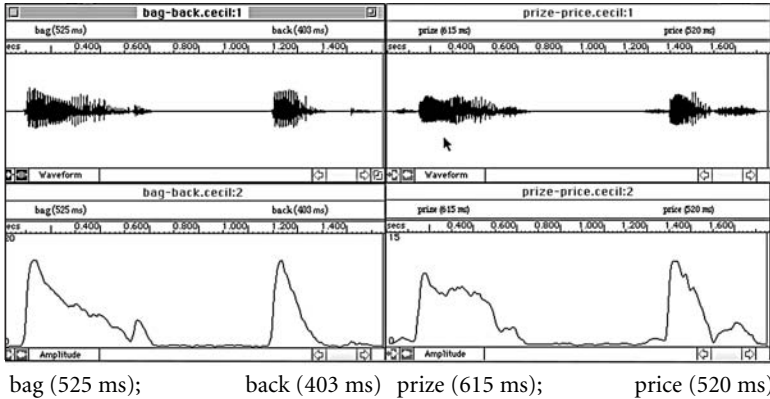 bag-back.cecil:1
bag (525 ms) back (403 ms)
ecs 0.400 0.600 0.800 1.000 1.200 1.400
Waveform
prize-price.cecil:1
prize (615 ms) price (520 ms)
secs 0.400 0.600 0.800 1.000 1.200 1.400 1.600
Waveform
bag-back.cecil:2
bag (525 ms) back (403 ms)
ecs 0.400 0.600 0.800 1.000 1.200 1.400
20
0
Amplitude
prize-price.cecil:2
prize (615 ms) price (520 ms)
secs 0.400 0.600 0.800 1.000 1.200 1.400 1.600
15
0
Amplitude
bag (525 ms); back (403 ms) prize (615 ms); price (520 ms)